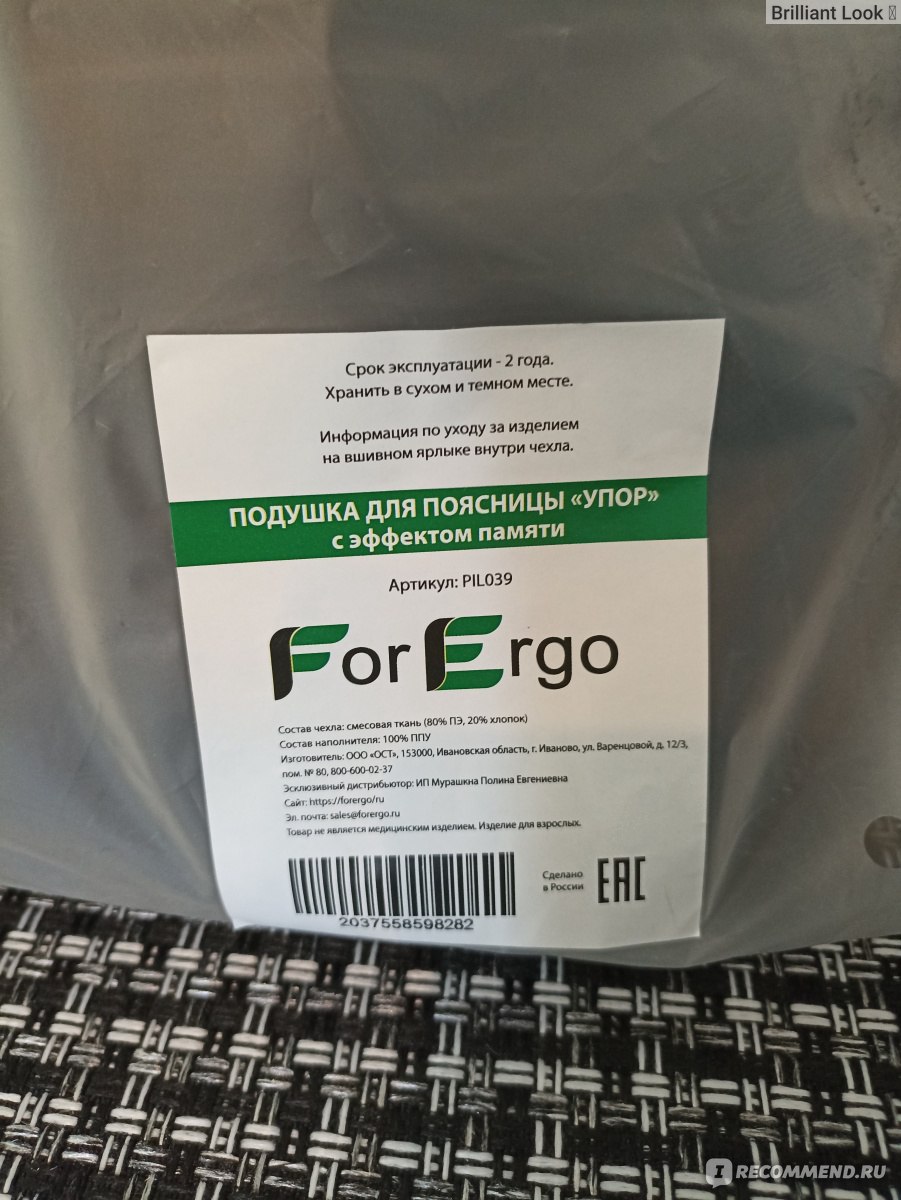 Brilliant Look
Срок эксплуатации - 2 года.
Хранить в сухом и темном месте.
Информация по уходу за изделием
на вшивном ярлыке внутри чехла.
ПОДУШКА ДЛЯ ПОЯСНИЦЫ «УПОР»
с эффектом памяти
Артикул: PIL039
ForErgo
Состав чехла: смесовая ткань (80% ПЭ, 20% хлопок)
Состав наполнителя: 100% ППУ
Изготовитель: ООО «ОСТ», 153000, Ивановская область, г. Иваново, ул. Варенцовой, д. 12/3,
пом. № 80, 800-600-02-37
Эсклюзивный дистрибьютор: ИП Мурашкна Полина Евгениевна
Сайт: https://forergo/ru
Эл. почта: sales@forergo.ru
Товар не является медицинским изделием. Изделие для взрослых.
Сделано
в России
EAC
2037558598282
I RECOMMEND.RU